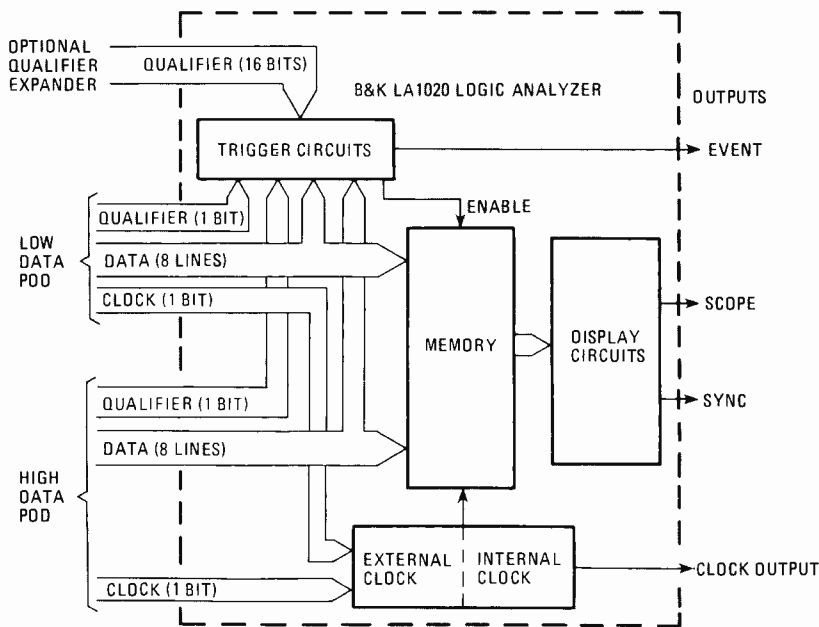 OPTIONAL
QUALIFIER
EXPANDER
QUALIFIER (16 BITS)
B&K LA1020 LOGIC ANALYZER
OUTPUTS
TRIGGER CIRCUITS
EVENT
ENABLE
LOW
DATA
POD
QUALIFIER (1 BIT)
DATA (8 LINES)
CLOCK (1 BIT)
MEMORY
DISPLAY
CIRCUITS
SCOPE
SYNC
HIGH
DATA
POD
QUALIFIER (1 BIT)
DATA (8 LINES)
CLOCK (1 BIT)
EXTERNAL
CLOCK
INTERNAL
CLOCK
CLOCK OUTPUT